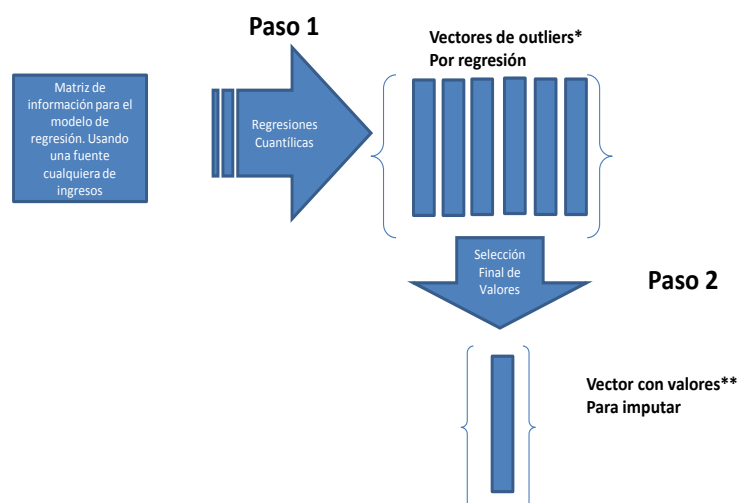 Paso 1
Vectores de outliers*
Por regresión
Matriz de
información para el
modelo de
regresión. Usando
una fuente
cualquiera de
ingresos
Regresiones
Cuantílicas
Selección
Final de
Valores
Paso 2
Vector con valores**
Para imputar